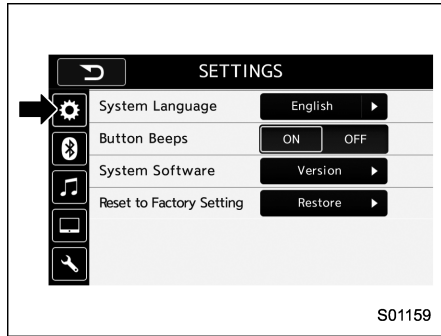 SETTINGS
System Language English
Button Beeps ON OFF
System Software Version
Reset to Factory Setting Restore
S01159